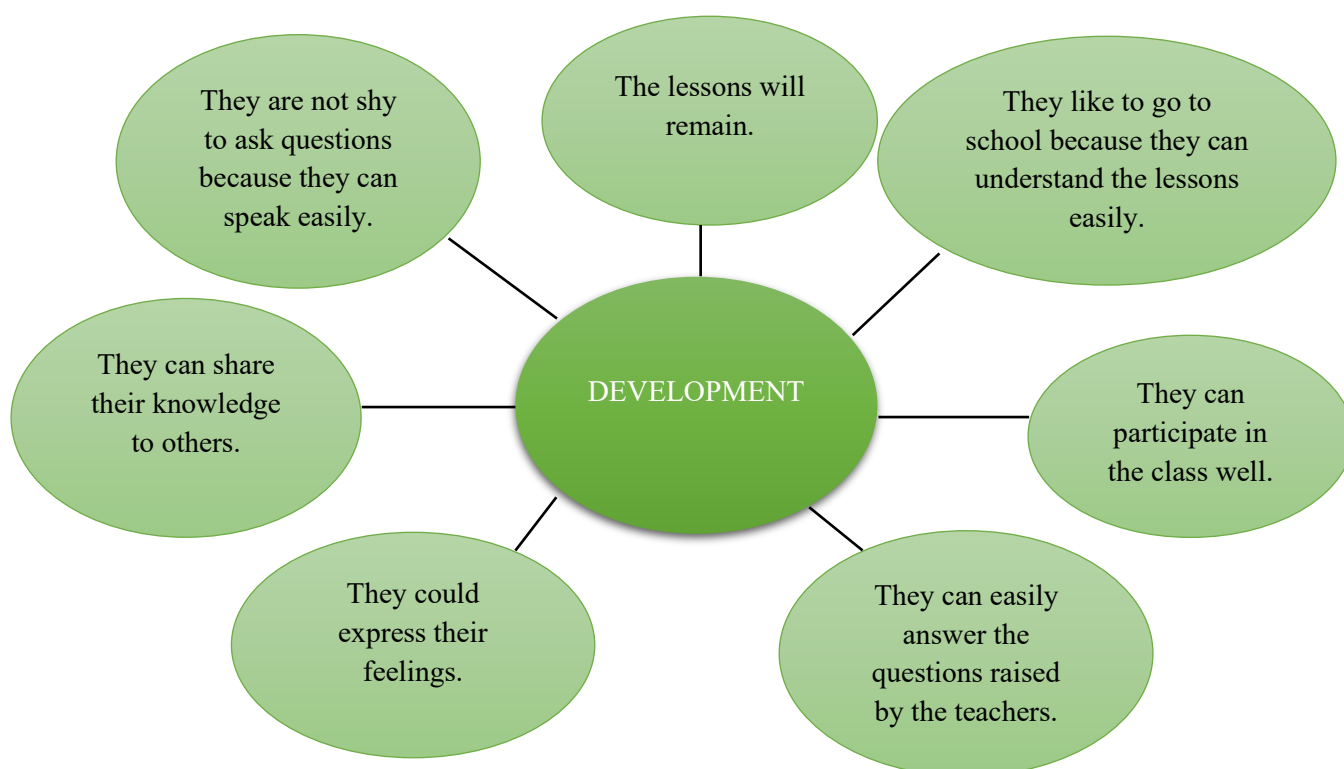 They are not shy
to ask questions
because they can
speak easily.
The lessons will
remain.
They like to go to
school because they can
understand the lessons
easily.
They can share
their knowledge
to others.
DEVELOPMENT
They can
participate in
the class well.
They could
express their
feelings.
They can easily
answer the
questions raised
by the teachers.